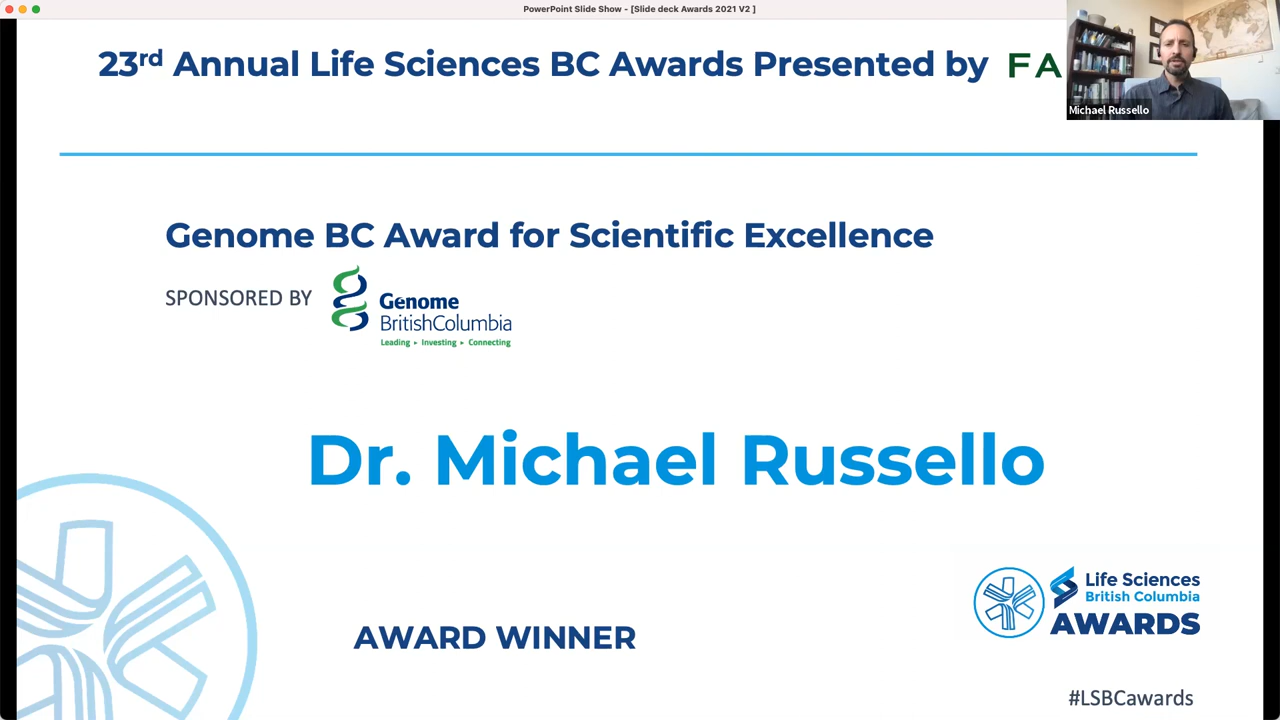 PowerPoint Slide Show - [Slide deck Awards 2021 V2 ]
23rd Annual Life Sciences BC Awards Presented by FA
Michael Russello
Genome BC Award for Scientific Excellence
SPONSORED BY
Genome
BritishColumbia
Leading ▸ Investing ▸ Connecting
Dr. Michael Russello
AWARD WINNER
Life Sciences
British Columbia
AWARDS
#LSBCawards